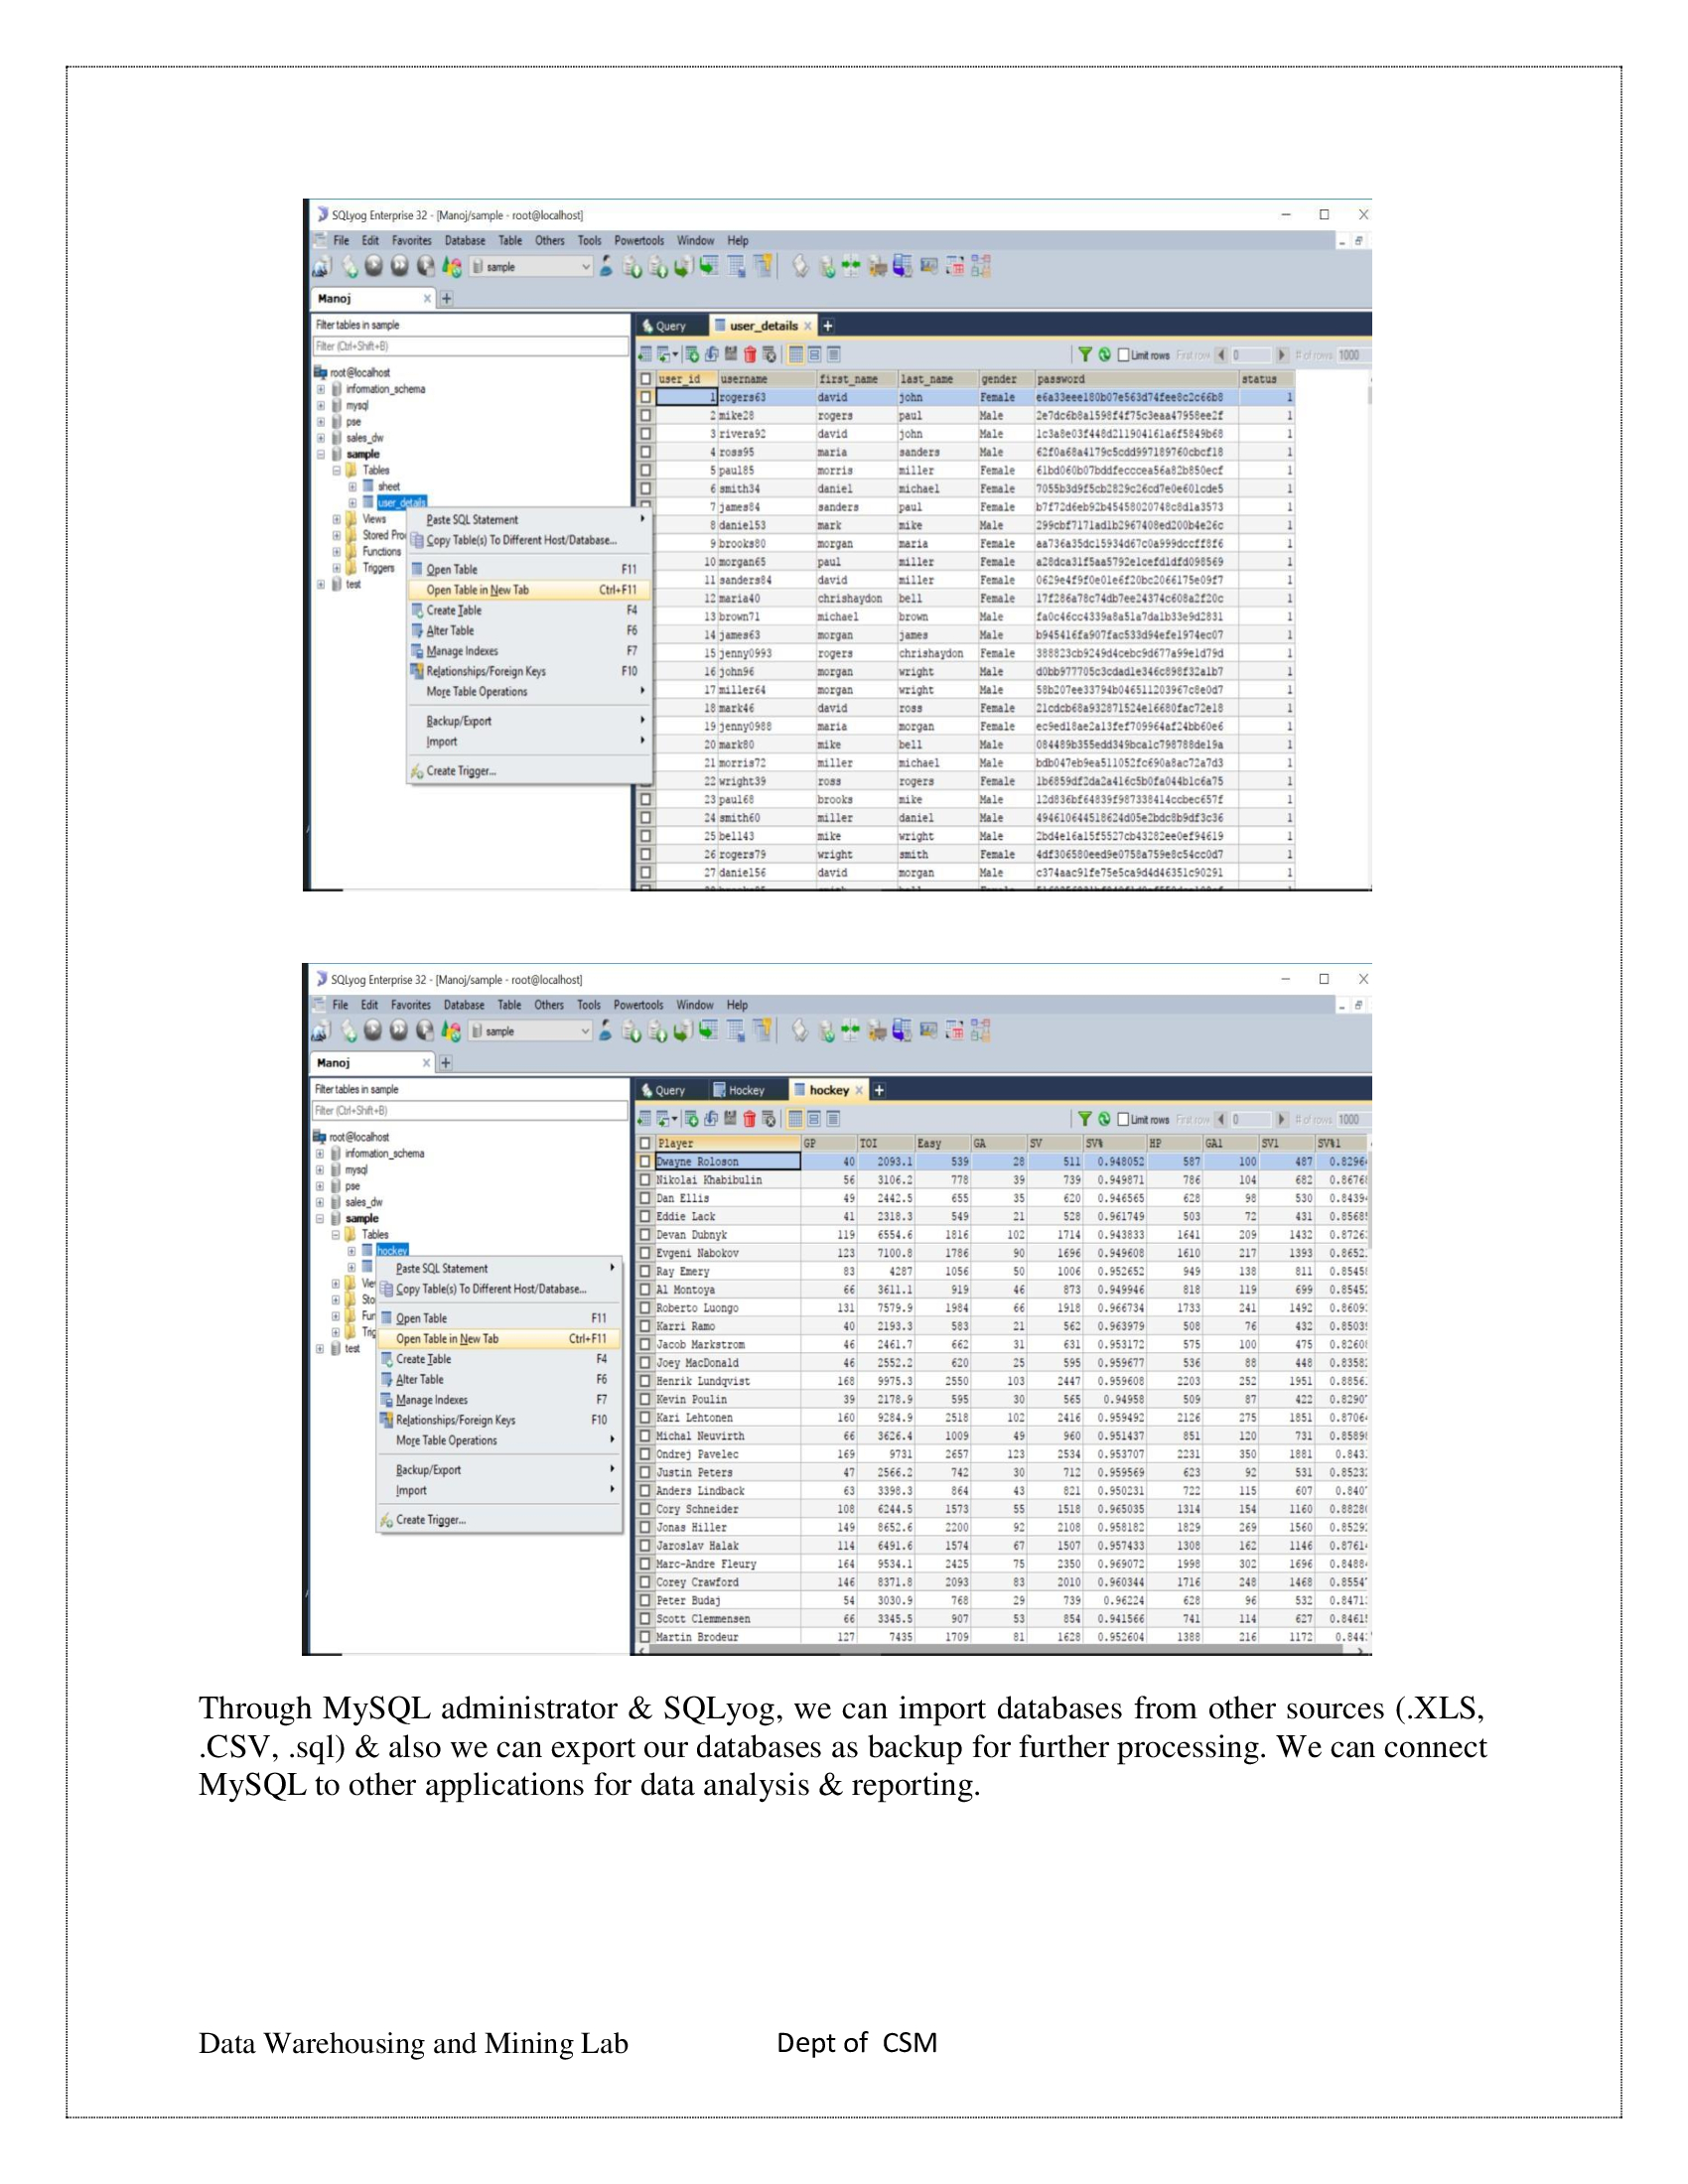 SQLyog Enterprise 32 - [Manoj/sample - root@localhost]
File Edit Favorites Database Table Others Tools Powertools Window Help
sample
Manoj
Filter tables in sample
Filter (Ctrl+Shift+B)
root@localhost
information_schema
mysql
pse
sales_dw
sample
Tables
sheet
user_details
Views
Stored Pro
Functions
Triggers
test
Paste SQL Statement
Copy Table(s) To Different Host/Database...
Open Table F11
Open Table in New Tab Ctrl+F11
Create Table F4
Alter Table F6
Manage Indexes F7
Relationships/Foreign Keys F10
More Table Operations
Backup/Export
Import
Create Trigger...
Query user_details
Limit rows First row 0 # of rows 1000
user_id username first_name last_name gender password status
1 rogers63 david john Female e6a33eee180b07e563d74fee8c2c66b8 1
2 mike28 rogers paul Male 2e7dc6b8a1598f4f75c3eaa47958ee2f 1
3 rivera92 david john Male 1c3a8e03f448d211904161a6f5849b68 1
4 ross95 maria sanders Male 62f0a68a4179c5cdd997189760cbcf18 1
5 paul85 morris miller Female 61bd060b07bddfecccea56a82b850ecf 1
6 smith34 daniel michael Female 7055b3d9f5cb2829c26cd7e0e601cde5 1
7 james84 sanders paul Female b7f72d6eb92b45458020748c8d1a3573 1
8 daniel53 mark mike Male 299cbf7171ad1b2967408ed200b4e26c 1
9 brooks80 morgan maria Female aa736a35dc15934d67c0a999dccff8f6 1
10 morgan65 paul miller Female a28dca31f5aa5792e1cefd1dfd098569 1
11 sanders84 david miller Female 0629e4f9f0e01e6f20bc2066175e09f7 1
12 maria40 chrishaydon bell Female 17f286a78c74db7ee24374c608a2f20c 1
13 brown71 michael brown Male fa0c46cc4339a8a51a7da1b33e9d2831 1
14 james63 morgan james Male b945416fa907fac533d94efe1974ec07 1
15 jenny0993 rogers chrishaydon Female 388823cb9249d4cebc9d677a99e1d79d 1
16 john96 morgan wright Male d0bb977705c3cdad1e346c898f32a1b7 1
17 miller64 morgan wright Male 58b207ee33794b046511203967c8e0d7 1
18 mark46 david ross Female 21cdcb68a932871524e16680fac72e18 1
19 jenny0988 maria morgan Female ec9ed18ae2a13fef709964af24bb60e6 1
20 mark80 mike bell Male 084489b355edd349bca1c798788de19a 1
21 morris72 miller michael Male bdb047eb9ea511052fc690a8ac72a7d3 1
22 wright39 ross rogers Female 1b6859df2da2a416c5b0fa044b1c6a75 1
23 paul68 brooks mike Male 12d836bf64839f987338414ccbec657f 1
24 smith60 miller daniel Male 494610644518624d05e2bdc8b9df3c36 1
25 bell43 mike wright Male 2bd4e16a15f5527cb43282ee0ef94619 1
26 rogers79 wright smith Female 4df306580eed9e0758a759e8c54cc0d7 1
27 daniel56 david morgan Male c374aac91fe75e5ca9d4d46351c90291 1
SQLyog Enterprise 32 - [Manoj/sample - root@localhost]
File Edit Favorites Database Table Others Tools Powertools Window Help
sample
Manoj
Filter tables in sample
Filter (Ctrl+Shift+B)
root@localhost
information_schema
mysql
pse
sales_dw
sample
Tables
hockey
Vie
Sto
Fun
Trig
test
Paste SQL Statement
Copy Table(s) To Different Host/Database...
Open Table F11
Open Table in New Tab Ctrl+F11
Create Table F4
Alter Table F6
Manage Indexes F7
Relationships/Foreign Keys F10
More Table Operations
Backup/Export
Import
Create Trigger...
Query Hockey hockey
Limit rows First row 0 # of rows 1000
Player GP TOI Easy GA SV SV% HP GA1 SV1 SV%1
Dwayne Roloson 40 2093.1 539 28 511 0.948052 587 100 487 0.8296
Nikolai Khabibulin 56 3106.2 778 39 739 0.949871 786 104 682 0.8676
Dan Ellis 49 2442.5 655 35 620 0.946565 628 98 530 0.8439
Eddie Lack 41 2318.3 549 21 528 0.961749 503 72 431 0.8568
Devan Dubnyk 119 6554.6 1816 102 1714 0.943833 1641 209 1432 0.8726
Evgeni Nabokov 123 7100.8 1786 90 1696 0.949608 1610 217 1393 0.8652
Ray Emery 83 4287 1056 50 1006 0.952652 949 138 811 0.8545
Al Montoya 66 3611.1 919 46 873 0.949946 818 119 699 0.8545
Roberto Luongo 131 7579.9 1984 66 1918 0.966734 1733 241 1492 0.8609
Karri Ramo 40 2193.3 583 21 562 0.963979 508 76 432 0.8503
Jacob Markstrom 46 2461.7 662 31 631 0.953172 575 100 475 0.8260
Joey MacDonald 46 2552.2 620 25 595 0.959677 536 88 448 0.8358
Henrik Lundqvist 168 9975.3 2550 103 2447 0.959608 2203 252 1951 0.8856
Kevin Poulin 39 2178.9 595 30 565 0.94958 509 87 422 0.8290
Kari Lehtonen 160 9284.9 2518 102 2416 0.959492 2126 275 1851 0.8706
Michal Neuvirth 66 3626.4 1009 49 960 0.951437 851 120 731 0.8589
Ondrej Pavelec 169 9731 2657 123 2534 0.953707 2231 350 1881 0.843
Justin Peters 47 2566.2 742 30 712 0.959569 623 92 531 0.8523
Anders Lindback 63 3398.3 864 43 821 0.950231 722 115 607 0.840
Cory Schneider 108 6244.5 1573 55 1518 0.965035 1314 154 1160 0.8828
Jonas Hiller 149 8652.6 2200 92 2108 0.958182 1829 269 1560 0.8529
Jaroslav Halak 114 6491.6 1574 67 1507 0.957433 1308 162 1146 0.8761
Marc-Andre Fleury 164 9534.1 2425 75 2350 0.969072 1998 302 1696 0.8488
Corey Crawford 146 8371.8 2093 83 2010 0.960344 1716 248 1468 0.8554
Peter Budaj 54 3030.9 768 29 739 0.96224 628 96 532 0.8471
Scott Clemmensen 66 3345.5 907 53 854 0.941566 741 114 627 0.8461
Martin Brodeur 127 7435 1709 81 1628 0.952604 1388 216 1172 0.844
Through MySQL administrator & SQLyog, we can import databases from other sources (.XLS,
.CSV, .sql) & also we can export our databases as backup for further processing. We can connect
MySQL to other applications for data analysis & reporting.
Data Warehousing and Mining Lab Dept of CSM